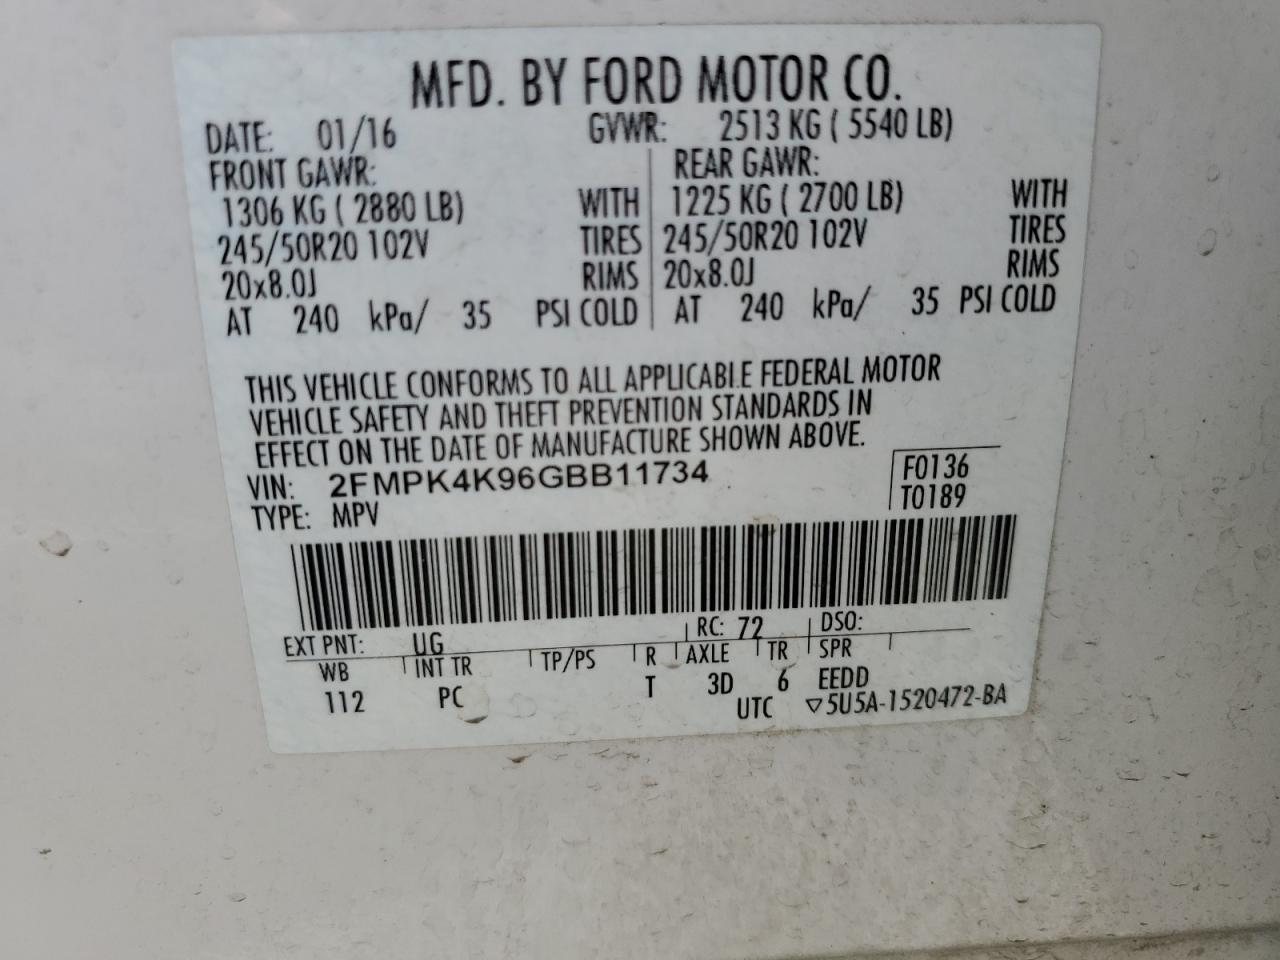 MFD. BY FORD MOTOR CO.
DATE: 01/16 GVWR: 2513 KG ( 5540 LB)
FRONT GAWR: REAR GAWR:
1306 KG ( 2880 LB) WITH 1225 KG ( 2700 LB) WITH
245/50R20 102V TIRES 245/50R20 102V TIRES
20x8.0J RIMS 20x8.0J RIMS
AT 240 kPa/ 35 PSI COLD AT 240 kPa/ 35 PSI COLD
THIS VEHICLE CONFORMS TO ALL APPLICABLE FEDERAL MOTOR
VEHICLE SAFETY AND THEFT PREVENTION STANDARDS IN
EFFECT ON THE DATE OF MANUFACTURE SHOWN ABOVE.
VIN: 2FMPK4K96GBB11734 F0136
TYPE: MPV T0189
EXT PNT: UG RC: 72 DSO:
WB INT TR TP/PS R AXLE TR SPR
112 PC T 3D 6 EEDD
UTC ▽5U5A-1520472-BA